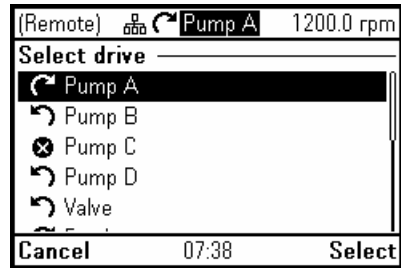 (Remote) Pump A 1200.0 rpm
Select drive
Pump A
Pump B
Pump C
Pump D
Valve
Cancel 07:38 Select